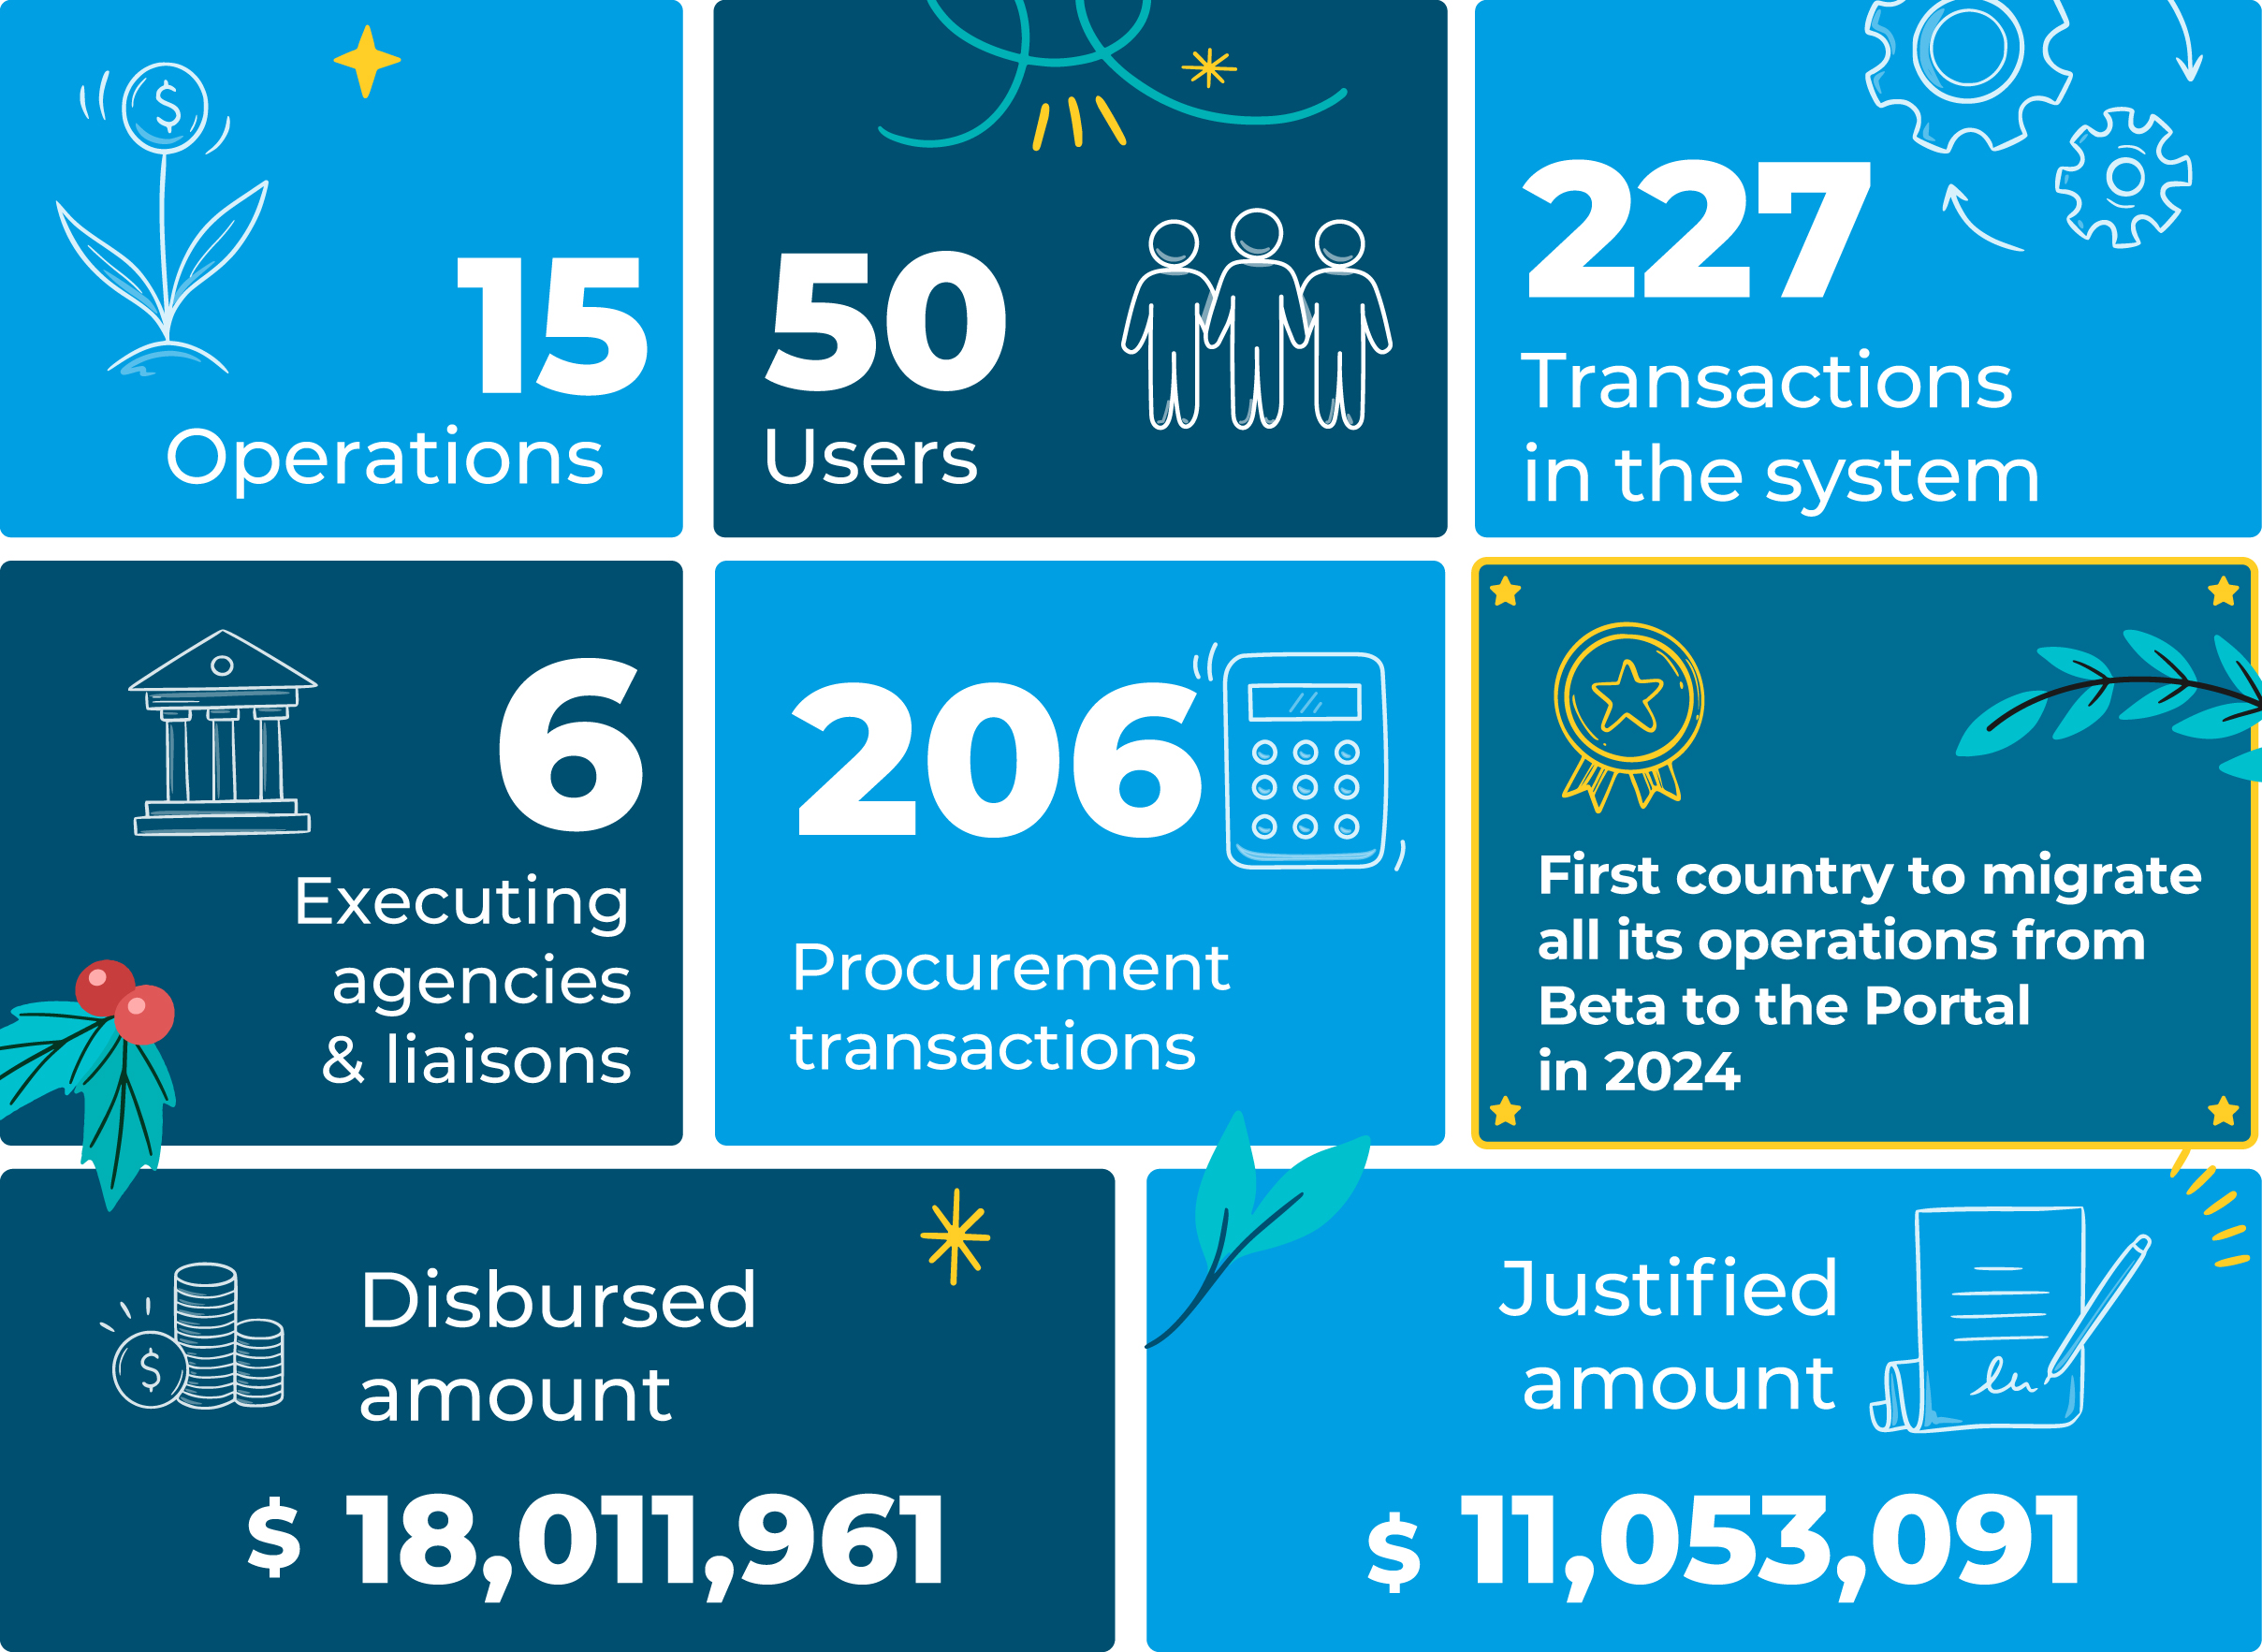 15
Operations
50
Users
227
Transactions
in the system
6
Executing
agencies
& liaisons
206
Procurement
transactions
First country to migrate
all its operations from
Beta to the Portal
in 2024
Disbursed
amount
$ 18,011,961
Justified
amount
$ 11,053,091